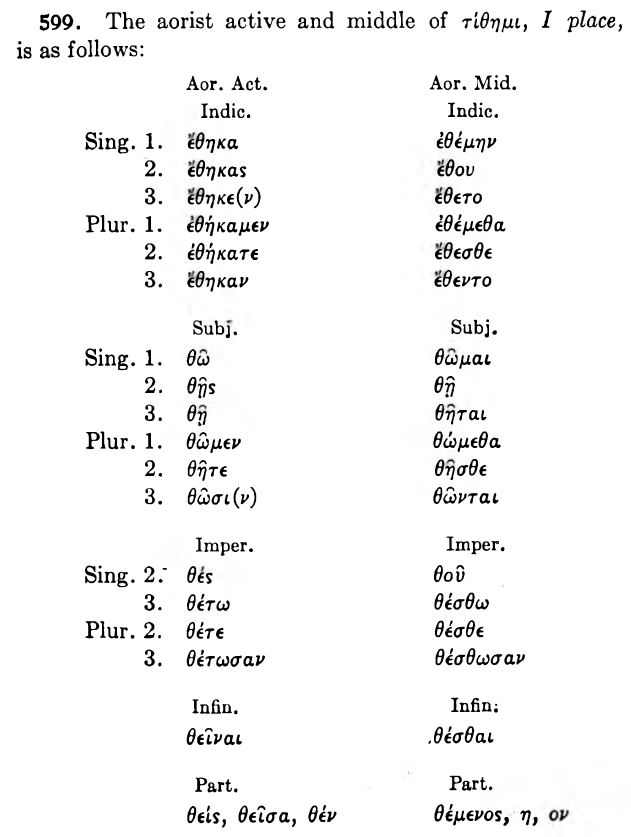 599. The aorist active and middle of τίθημι, I place,
is as follows:
Aor. Act. Aor. Mid.
Indic. Indic.
Sing. 1. ἔθηκα ἐθέμην
2. ἔθηκας ἔθου
3. ἔθηκε(ν) ἔθετο
Plur. 1. ἐθήκαμεν ἐθέμεθα
2. ἐθήκατε ἔθεσθε
3. ἔθηκαν ἔθεντο
Subj. Subj.
Sing. 1. θῶ θῶμαι
2. θῇς θῇ
3. θῇ θῆται
Plur. 1. θῶμεν θώμεθα
2. θῆτε θῆσθε
3. θῶσι(ν) θῶνται
Imper. Imper.
Sing. 2. θές θοῦ
3. θέτω θέσθω
Plur. 2. θέτε θέσθε
3. θέτωσαν θέσθωσαν
Infin. Infin.
θεῖναι θέσθαι
Part. Part.
θείς, θεῖσα, θέν θέμενος, η, ον